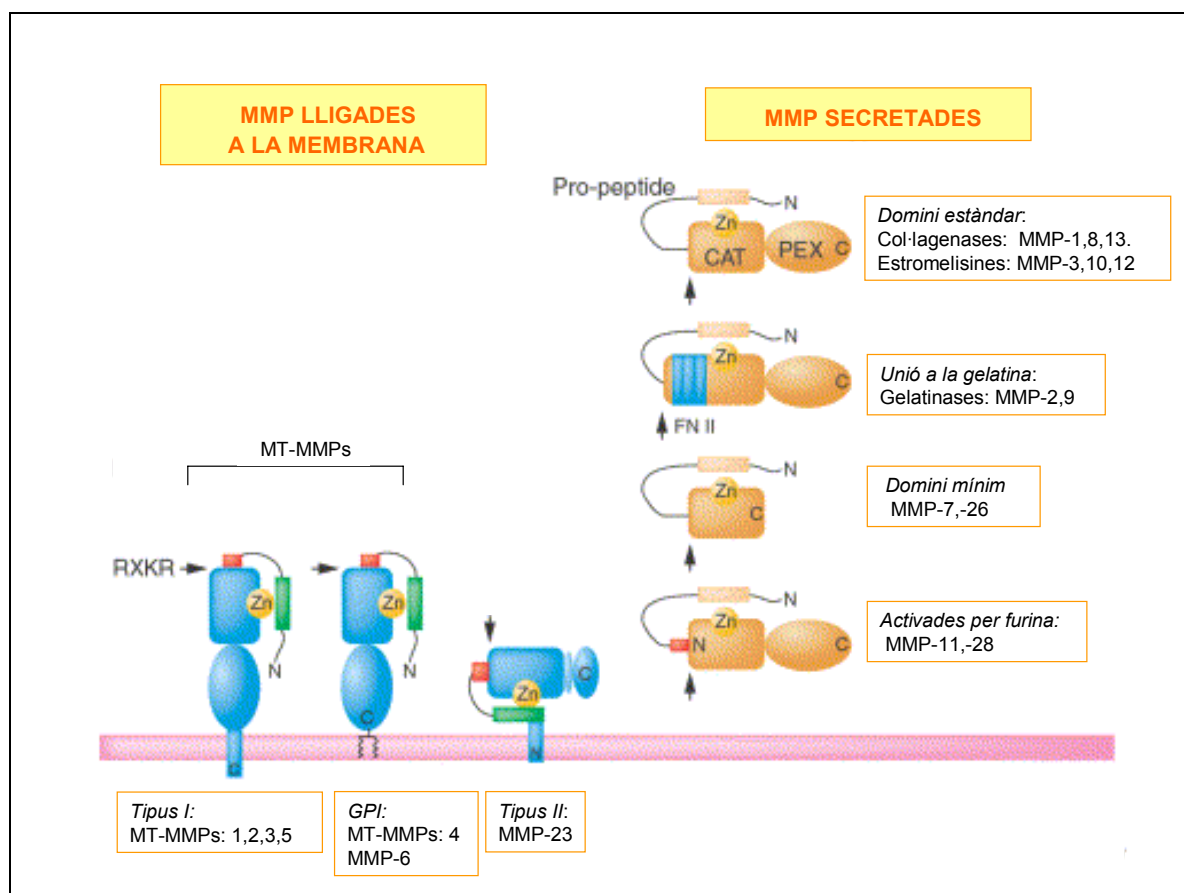 MMP LLIGADES
A LA MEMBRANA
MMP SECRETADES
Pro-peptide
N
Zn
CAT
PEX
C
Domini estàndar:
Col·lagenases: MMP-1,8,13.
Estromelisines: MMP-3,10,12
N
Zn
C
FN II
Unió a la gelatina:
Gelatinases: MMP-2,9
N
Zn
C
Domini mínim
MMP-7,-26
N
N
Zn
C
Activades per furina:
MMP-11,-28
MT-MMPs
RXKR
Zn
N
C
Zn
N
C
C
Zn
N
Tipus I:
MT-MMPs: 1,2,3,5
GPI:
MT-MMPs: 4
MMP-6
Tipus II:
MMP-23